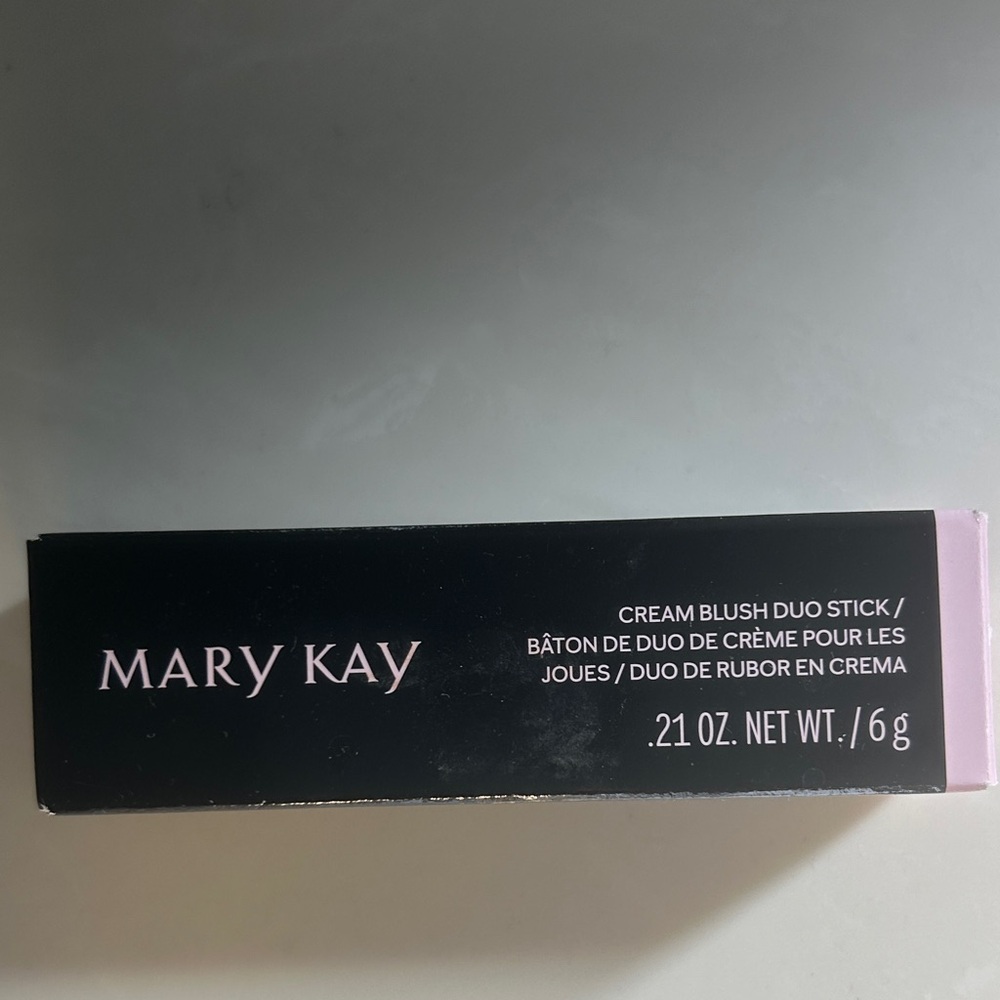 MARY KAY
CREAM BLUSH DUO STICK /
BÂTON DE DUO DE CRÈME POUR LES
JOUES / DUO DE RUBOR EN CREMA
.21 OZ. NET WT. / 6 g